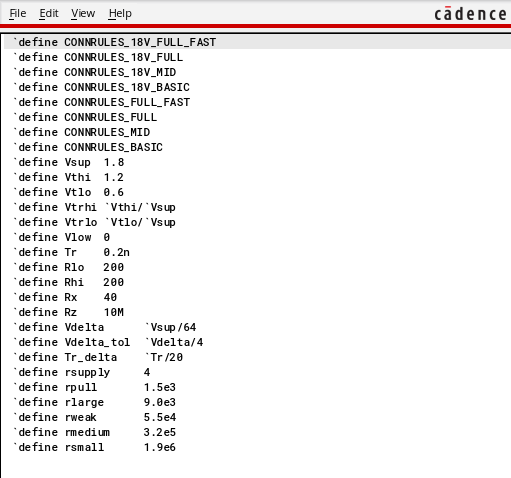 File Edit View Help
cādence
`define CONNRULES_18V_FULL_FAST
`define CONNRULES_18V_FULL
`define CONNRULES_18V_MID
`define CONNRULES_18V_BASIC
`define CONNRULES_FULL_FAST
`define CONNRULES_FULL
`define CONNRULES_MID
`define CONNRULES_BASIC
`define Vsup  1.8
`define Vthi  1.2
`define Vtlo  0.6
`define Vtrhi `Vthi/`Vsup
`define Vtrlo `Vtlo/`Vsup
`define Vlow  0
`define Tr    0.2n
`define Rlo   200
`define Rhi   200
`define Rx    40
`define Rz    10M
`define Vdelta      `Vsup/64
`define Vdelta_tol  `Vdelta/4
`define Tr_delta    `Tr/20
`define rsupply     4
`define rpull       1.5e3
`define rlarge      9.0e3
`define rweak       5.5e4
`define rmedium     3.2e5
`define rsmall      1.9e6